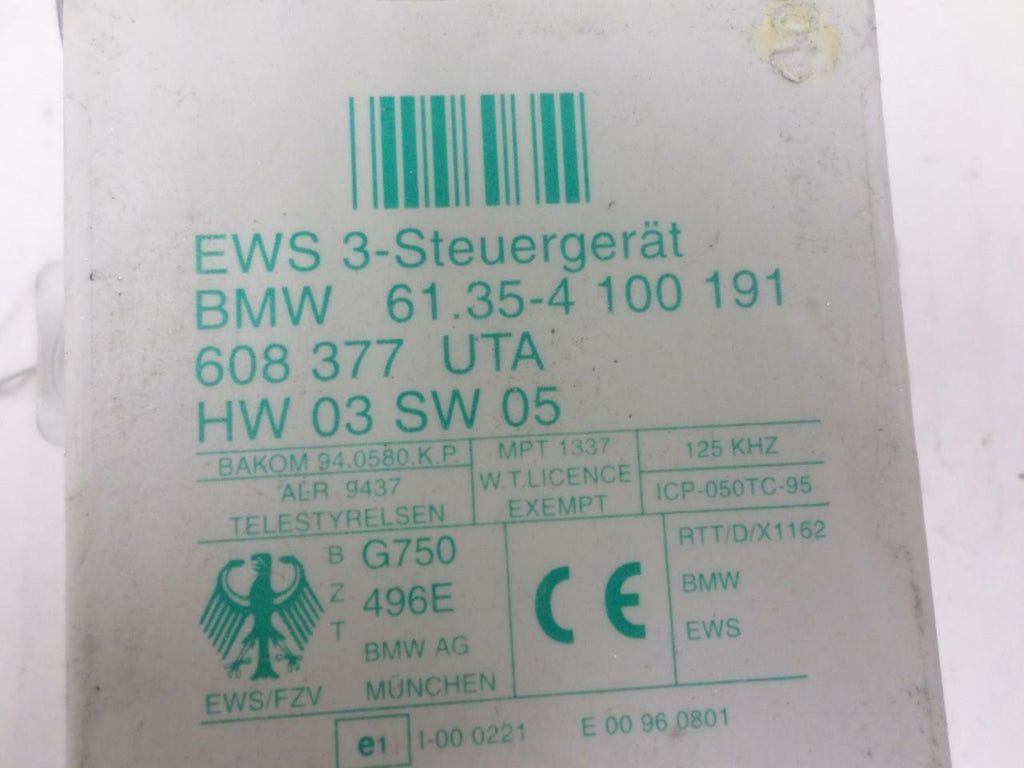 EWS 3-Steuergerät
BMW 61.35-4 100 191
608 377 UTA
HW 03 SW 05
BAKOM 94.0580.K.P
ALR 9437
TELESTYRELSEN
MPT 1337
W.T.LICENCE
EXEMPT
125 KHZ
ICP-050TC-95
BZT
G750
496E
BMW AG
MÜNCHEN
EWS/FZV
CE
RTT/D/X1162
BMW
EWS
e1 I-00 0221 E 00 96 0801